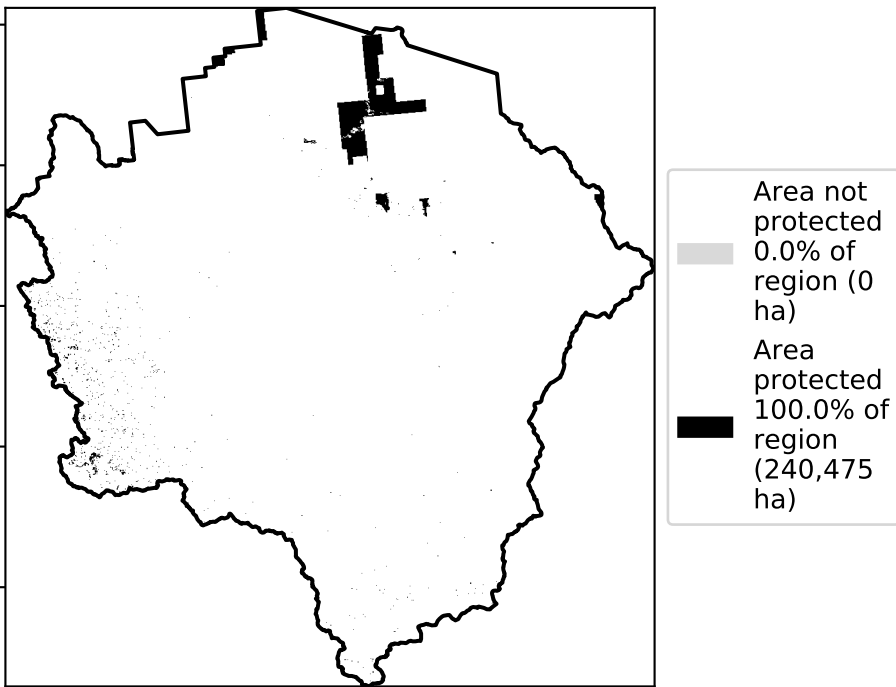 Area not
protected
0.0% of
region (0
ha)
Area
protected
100.0% of
region
(240,475
ha)